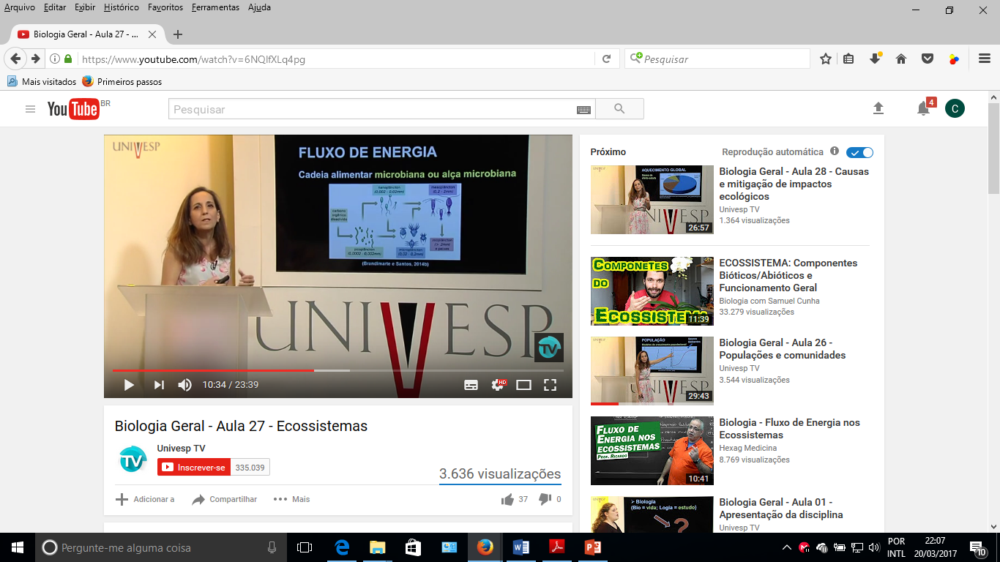 Arquivo Editar Exibir Histórico Favoritos Ferramentas Ajuda
Biologia Geral - Aula 27 - ...
https://www.youtube.com/watch?v=6NQIfXLq4pg
Pesquisar
Mais visitados Primeiros passos
YouTube BR
Pesquisar
4
C
UNIVESP
FLUXO DE ENERGIA
Cadeia alimentar microbiana ou alça microbiana
(0,002 - 0,02mm)
(0,2 - 2mm)
carbono
orgânico
dissolvido
(0,0002 - 0,002mm)
(0,02 - 0,2mm)
(> 2mm)
e peixes
(Brandimarte e Santos, 2014b)
UNIVESP
TV
10:34 / 23:39
HD
Biologia Geral - Aula 27 - Ecossistemas
TV
Univesp TV
Inscrever-se 335.039
3.636 visualizações
Adicionar a Compartilhar Mais 37 0
Próximo Reprodução automática
AQUECIMENTO GLOBAL
UNIVESP
26:57
Biologia Geral - Aula 28 - Causas
e mitigação de impactos
ecológicos
Univesp TV
1.364 visualizações
COMPONETES
DO
ECOSSISTEMA
11:39
ECOSSISTEMA: Componentes
Bióticos/Abióticos e
Funcionamento Geral
Biologia com Samuel Cunha
33.279 visualizações
POPULAÇÃO
UNIVESP
29:43
Biologia Geral - Aula 26 -
Populações e comunidades
Univesp TV
3.544 visualizações
FLUXO DE
ENERGIA NOS
ECOSSISTEMAS
PROF. RICARDO
10:41
Biologia - Fluxo de Energia nos
Ecossistemas
Hexag Medicina
8.769 visualizações
Biologia
(Bio = vida; Logia = estudo)
?
Biologia Geral - Aula 01 -
Apresentação da disciplina
Univesp TV
Pergunte-me alguma coisa
POR
INTL
22:07
20/03/2017
10